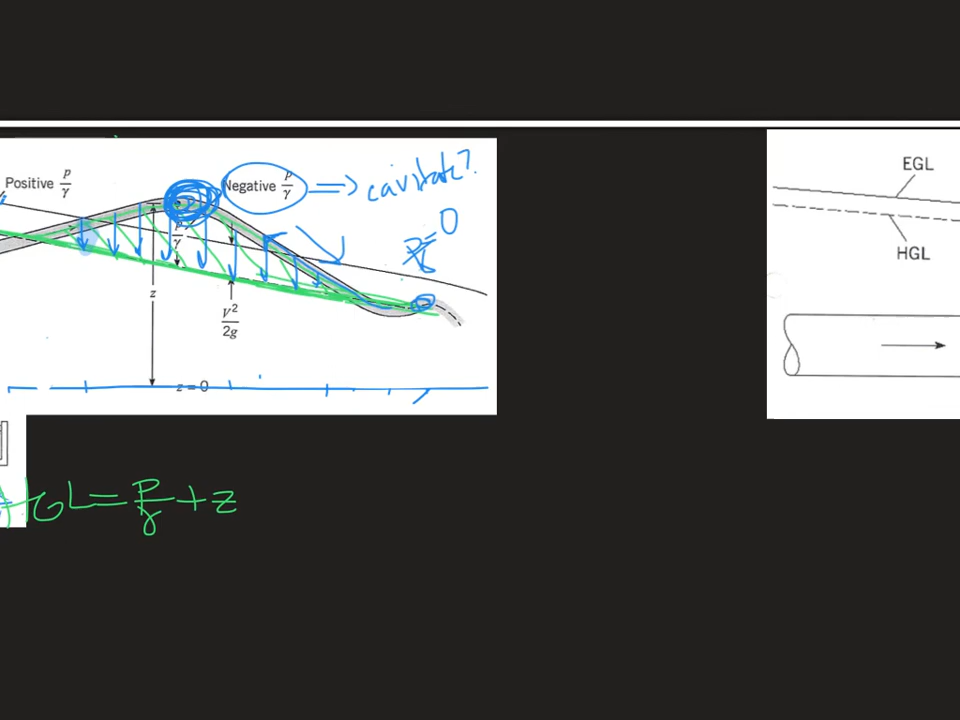 Positive p/γ
Negative p/γ ⇒ cavitate?
p/γ = 0
p/γ
z
V²/2g
z = 0
HGL = p/γ + z
EGL
HGL